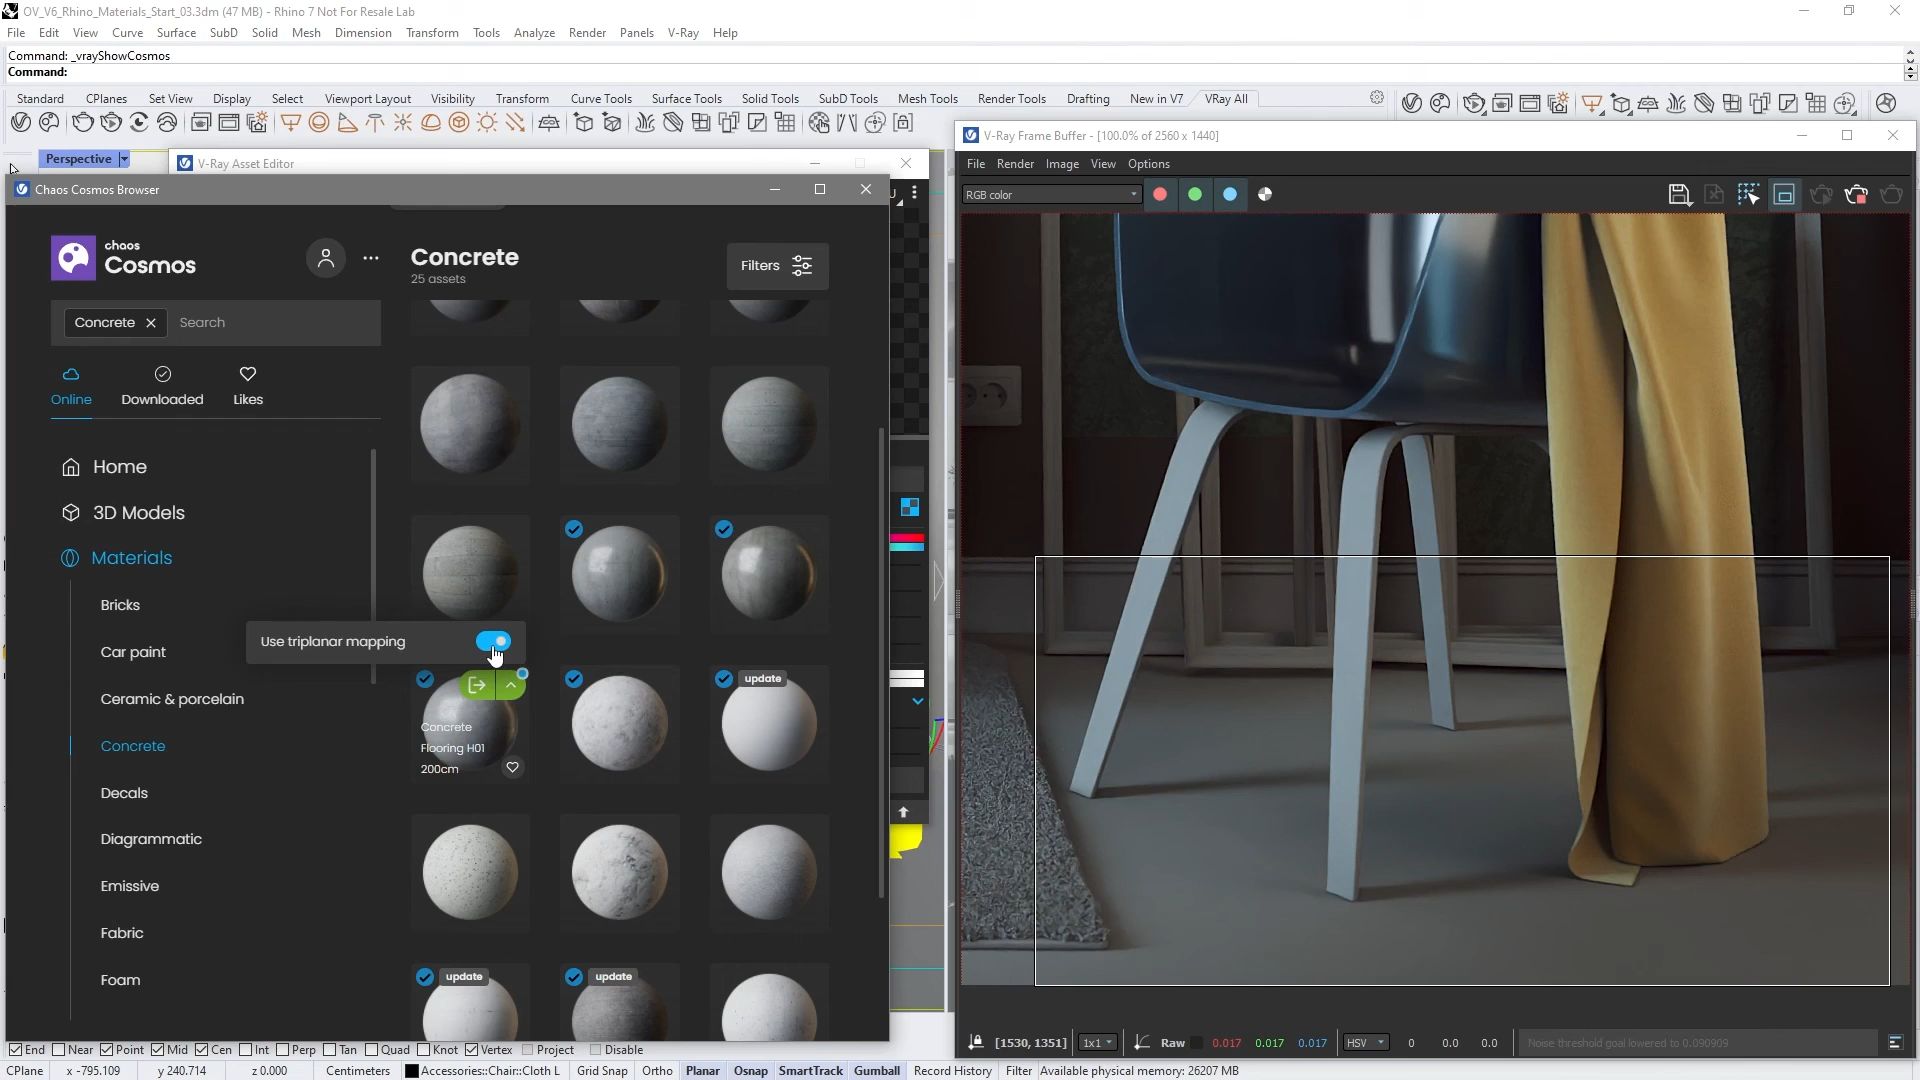 OV_V6_Rhino_Materials_Start_03.3dm (47 MB) - Rhino 7 Not For Resale Lab
File Edit View Curve Surface SubD Solid Mesh Dimension Transform Tools Analyze Render Panels V-Ray Help
Command: _vrayShowCosmos
Command:
Standard CPlanes Set View Display Select Viewport Layout Visibility Transform Curve Tools Surface Tools Solid Tools SubD Tools Mesh Tools Render Tools Drafting New in V7 VRay All
Perspective
V-Ray Asset Editor
Chaos Cosmos Browser
chaos
Cosmos
Concrete
25 assets
Filters
Concrete
Search
Online
Downloaded
Likes
Home
3D Models
Materials
Bricks
Use triplanar mapping
Car paint
Ceramic & porcelain
update
Concrete
Flooring H01
200cm
Concrete
Decals
Diagrammatic
Emissive
Fabric
Foam
update
update
V-Ray Frame Buffer - [100.0% of 2560 x 1440]
File Render Image View Options
RGB color
[1530, 1351] 1x1 Raw 0.017 0.017 0.017 HSV 0 0.0 0.0 Noise threshold goal lowered to 0.090909
End Near Point Mid Cen Int Perp Tan Quad Knot Vertex Project Disable
CPlane x -795.109 y 240.714 z 0.000 Centimeters Accessories::Chair::Cloth L Grid Snap Ortho Planar Osnap SmartTrack Gumball Record History Filter Available physical memory: 26207 MB